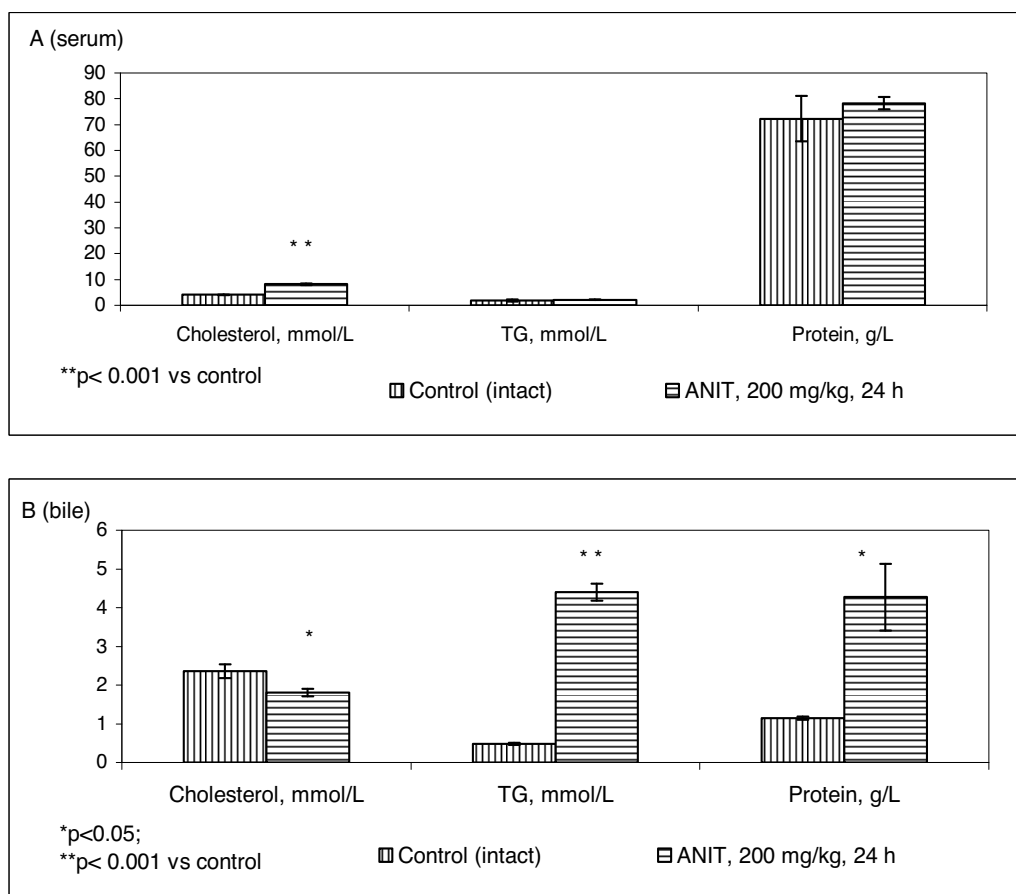 A (serum)
90
80
70
60
50
40
30
20
10
0
* *
Cholesterol, mmol/L TG, mmol/L Protein, g/L
**p< 0.001 vs control
Control (intact) ANIT, 200 mg/kg, 24 h
B (bile)
6
5
4
3
2
1
0
* * *
*
Cholesterol, mmol/L TG, mmol/L Protein, g/L
*p<0.05;
**p< 0.001 vs control
Control (intact) ANIT, 200 mg/kg, 24 h